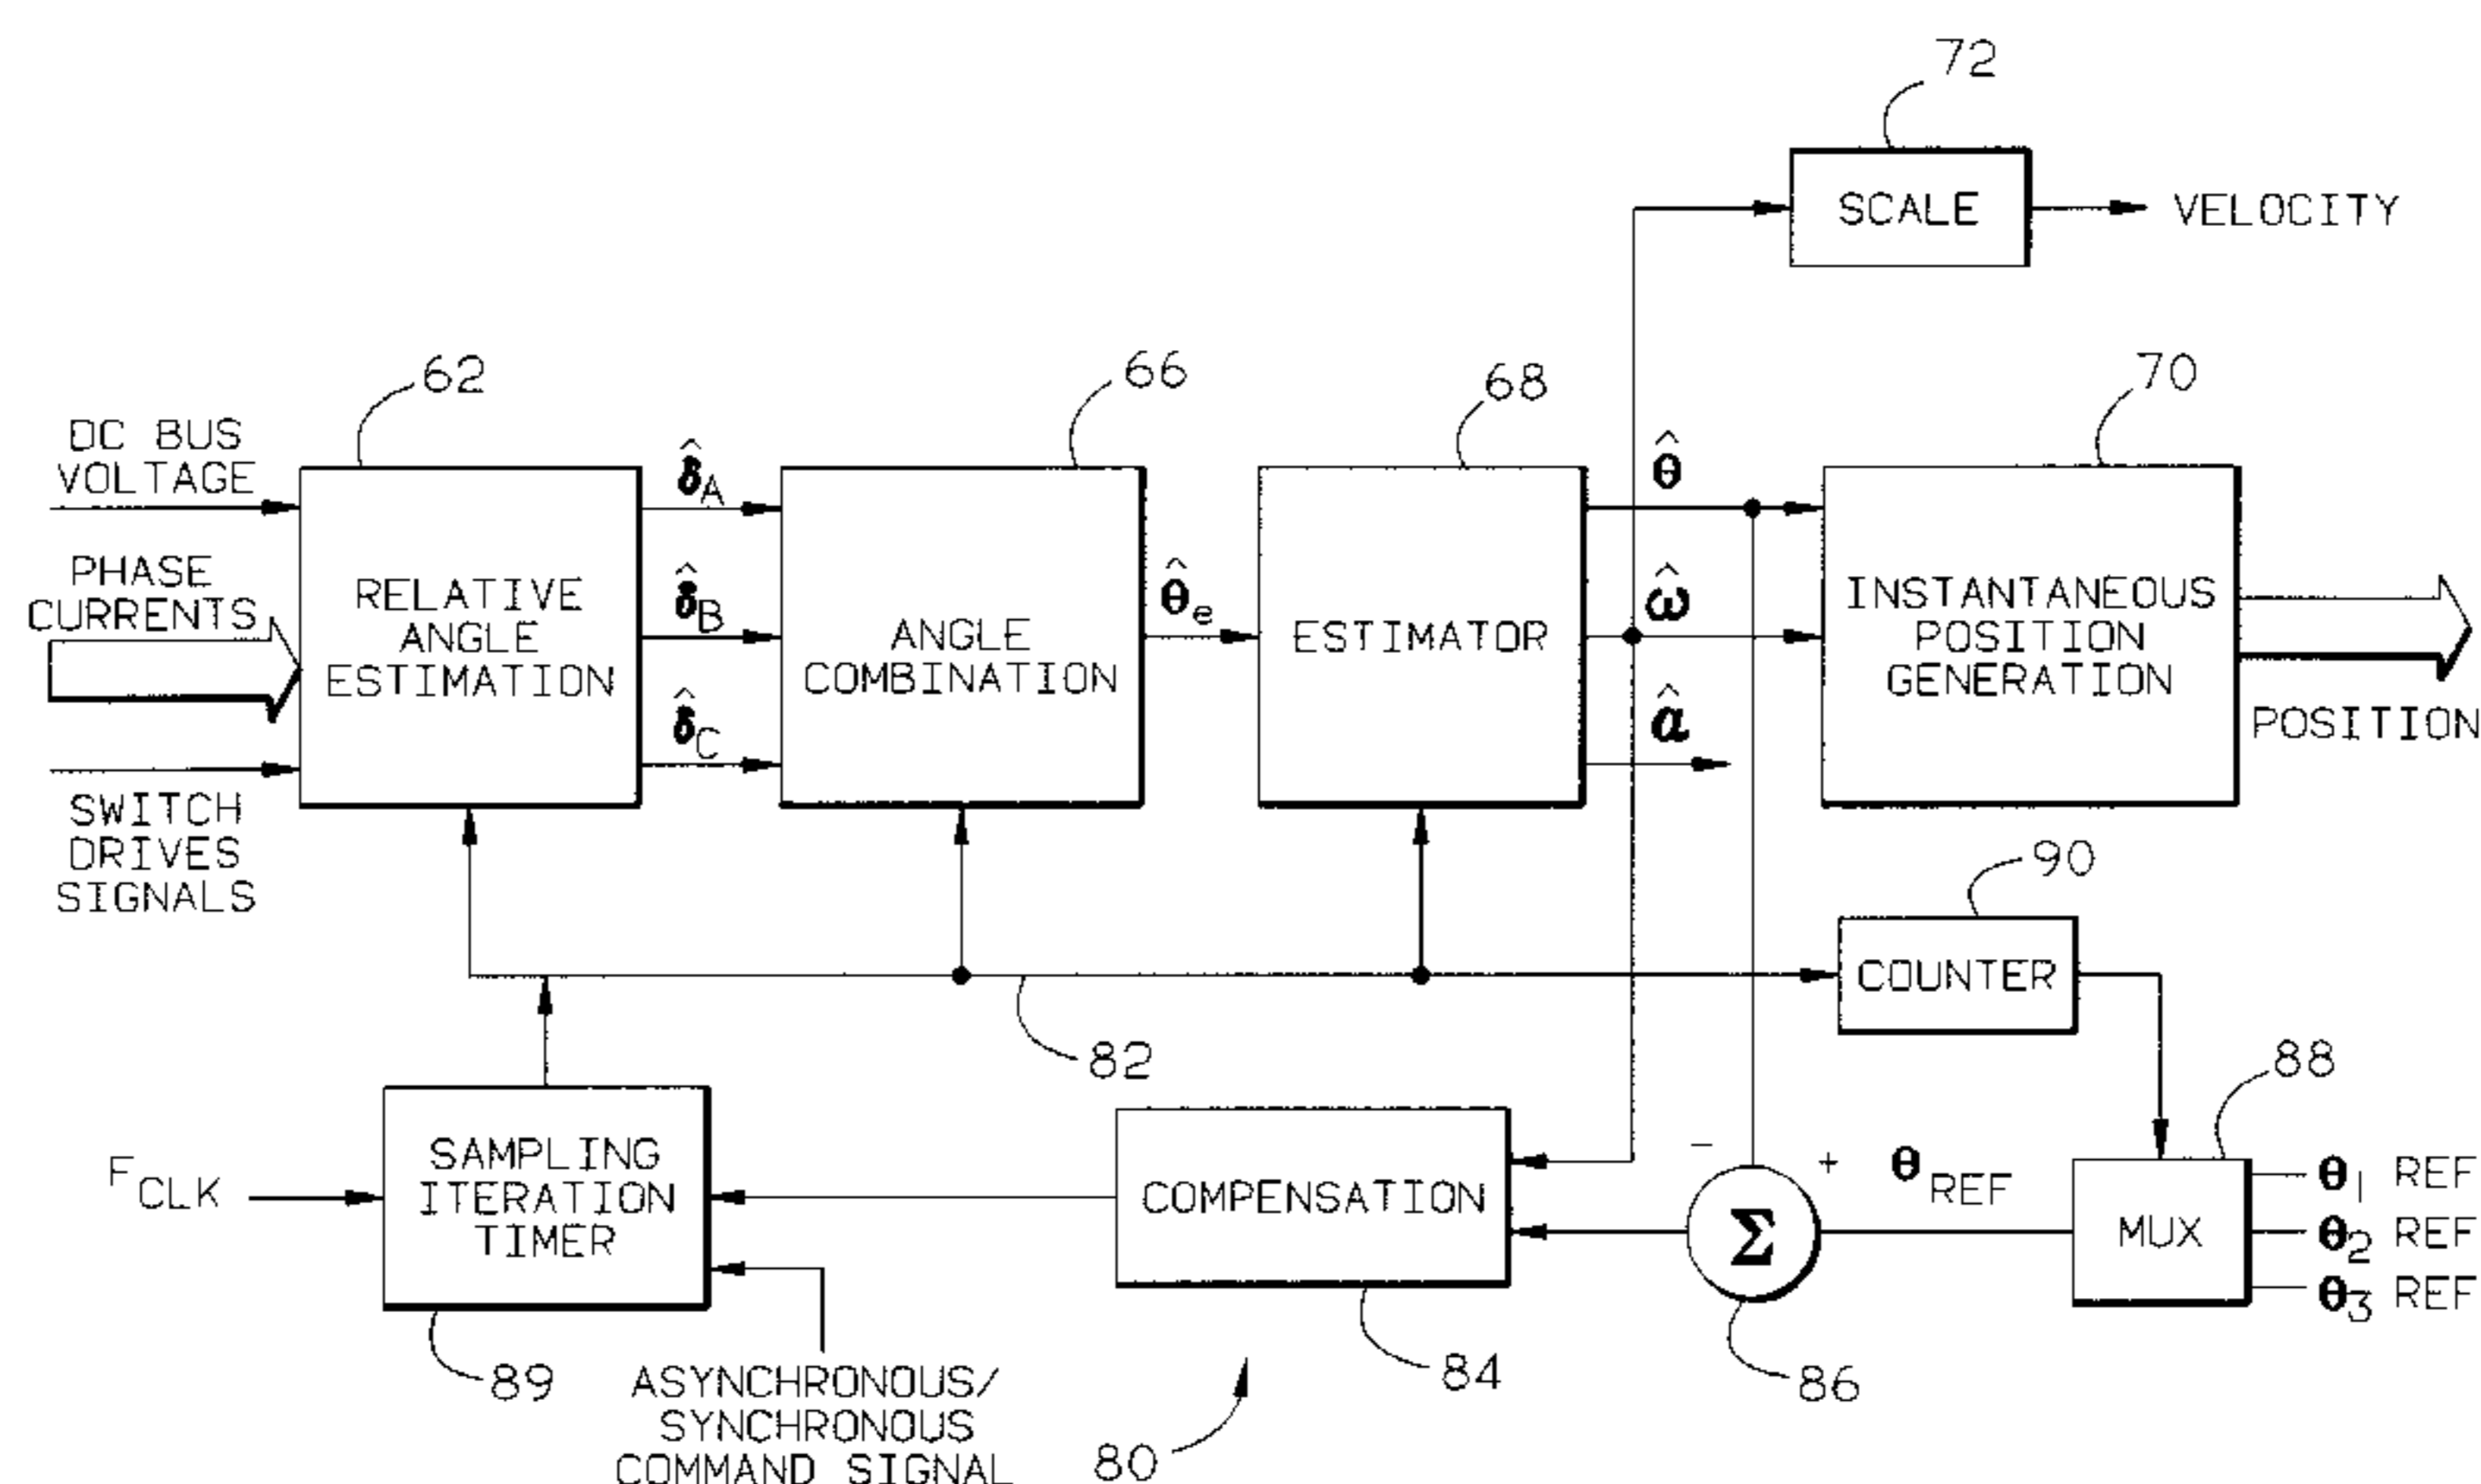 72
SCALE
VELOCITY
62
66
68
70
DC BUS
VOLTAGE
PHASE
CURRENTS
SWITCH
DRIVES
SIGNALS
RELATIVE
ANGLE
ESTIMATION
δ̂A
δ̂B
δ̂C
ANGLE
COMBINATION
θ̂e
ESTIMATOR
θ̂
ω̂
α̂
INSTANTANEOUS
POSITION
GENERATION
POSITION
90
COUNTER
82
88
FCLK
SAMPLING
ITERATION
TIMER
COMPENSATION
-
+
θREF
Σ
MUX
θ1 REF
θ2 REF
θ3 REF
89
84
86
ASYNCHRONOUS/
SYNCHRONOUS
COMMAND SIGNAL
80